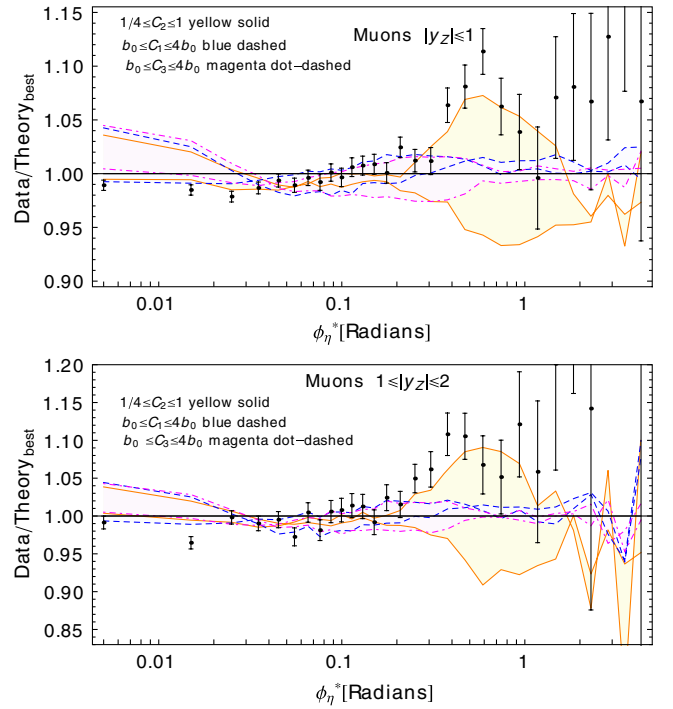 1/4≤C₂≤1 yellow solid
b₀≤C₁≤4b₀ blue dashed
b₀≤C₃≤4b₀ magenta dot-dashed
Muons |y_Z|≤1
Data/Theory_best
1.15
1.10
1.05
1.00
0.95
0.90
0.01 0.1 1
ϕ_η* [Radians]
Muons 1≤|y_Z|≤2
1/4≤C₂≤1 yellow solid
b₀≤C₁≤4b₀ blue dashed
b₀ ≤C₃≤4b₀ magenta dot-dashed
Data/Theory_best
1.20
1.15
1.10
1.05
1.00
0.95
0.90
0.85
0.01 0.1 1
ϕ_η* [Radians]